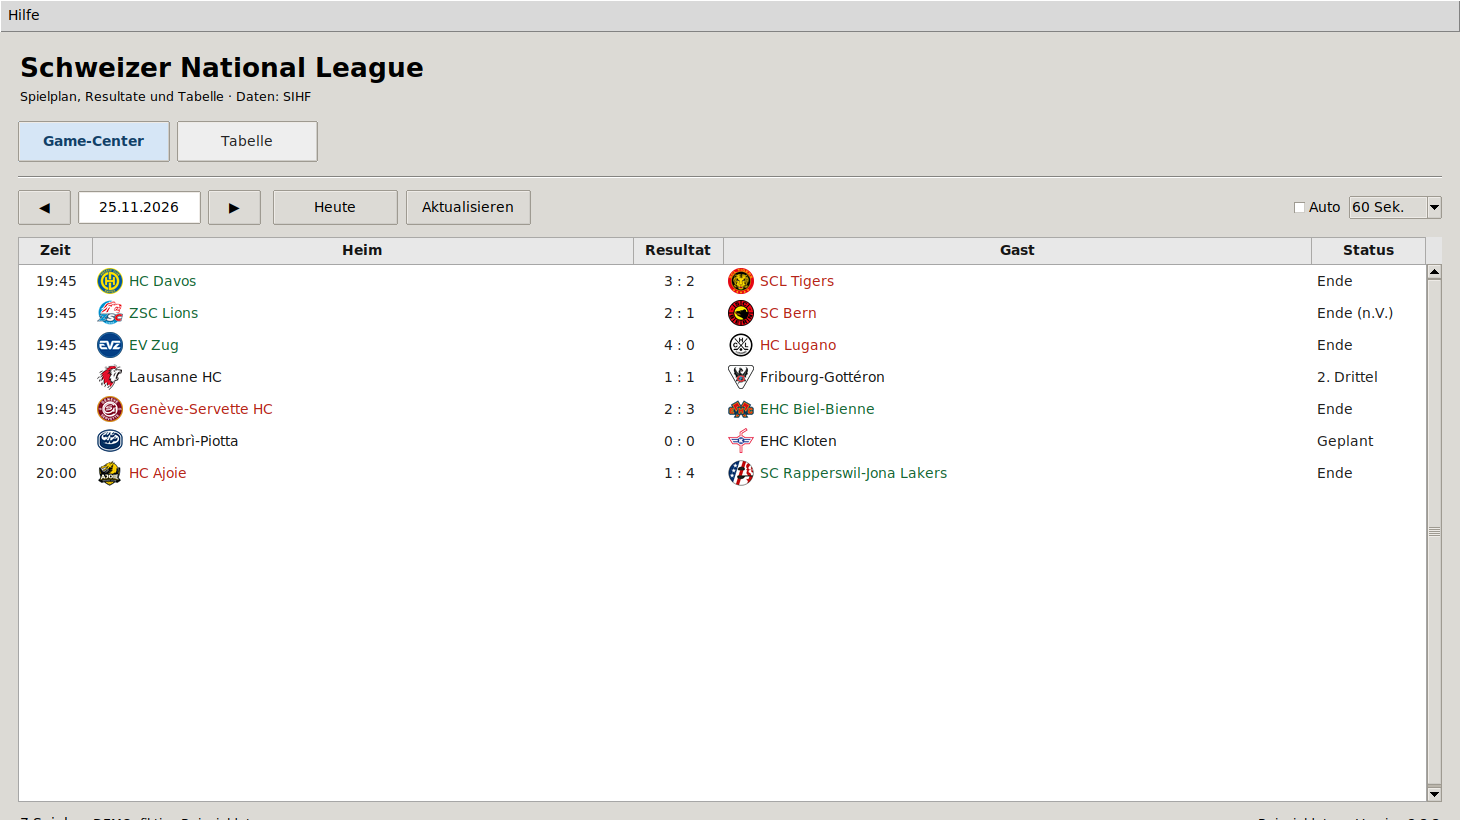 Hilfe
Schweizer National League
Spielplan, Resultate und Tabelle · Daten: SIHF
Game-Center Tabelle
◀ 25.11.2026 ▶ Heute Aktualisieren Auto 60 Sek.
Zeit Heim Resultat Gast Status
19:45 HC Davos 3 : 2 SCL Tigers Ende
19:45 ZSC Lions 2 : 1 SC Bern Ende (n.V.)
19:45 EV Zug 4 : 0 HC Lugano Ende
19:45 Lausanne HC 1 : 1 Fribourg-Gottéron 2. Drittel
19:45 Genève-Servette HC 2 : 3 EHC Biel-Bienne Ende
20:00 HC Ambrì-Piotta 0 : 0 EHC Kloten Geplant
20:00 HC Ajoie 1 : 4 SC Rapperswil-Jona Lakers Ende